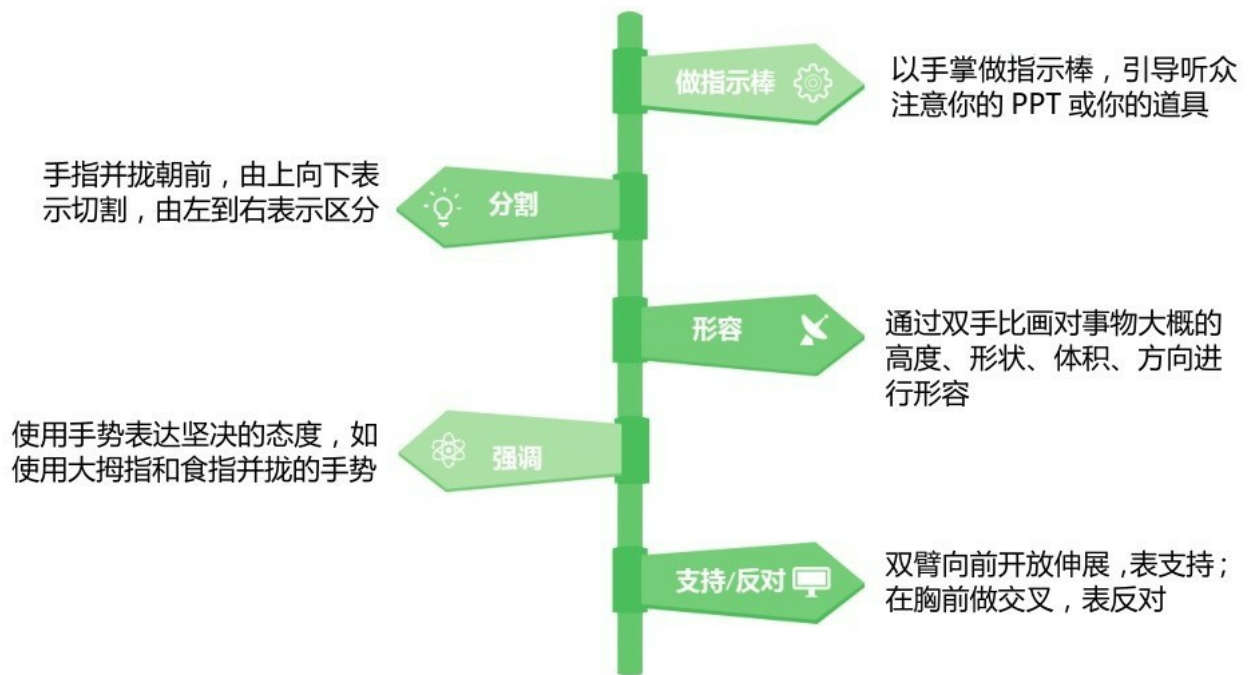 做指示棒
以手掌做指示棒，引导听众
注意你的 PPT 或你的道具
手指并拢朝前，由上向下表
示切割，由左到右表示区分
分割
形容
通过双手比画对事物大概的
高度、形状、体积、方向进
行形容
使用手势表达坚决的态度，如
使用大拇指和食指并拢的手势
强调
支持/反对
双臂向前开放伸展，表支持；
在胸前做交叉，表反对